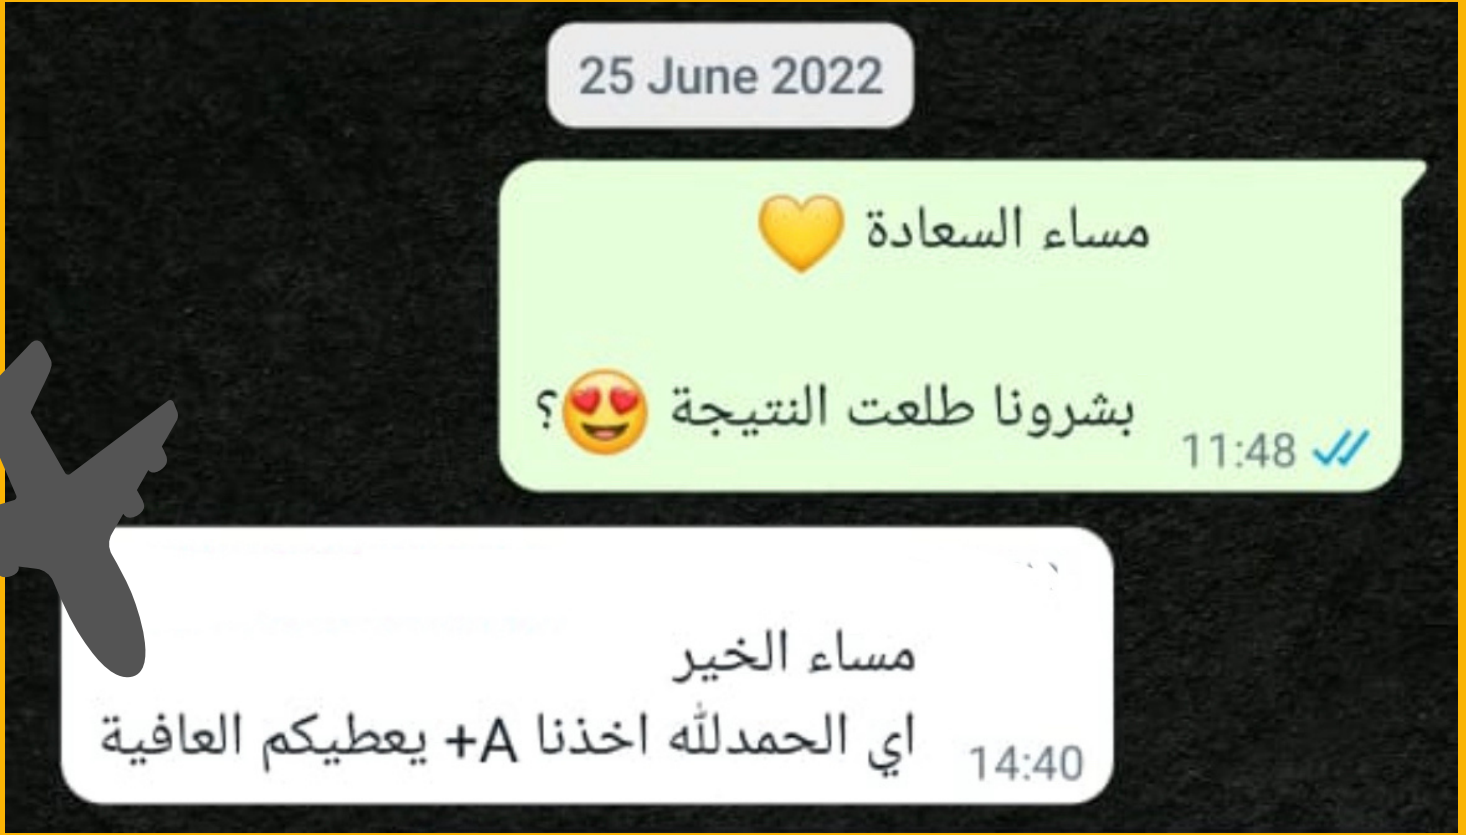 25 June 2022
مساء السعادة 💛
بشرونا طلعت النتيجة 😍؟
11:48
مساء الخير
اي الحمدلله اخذنا A+ يعطيكم العافية
14:40